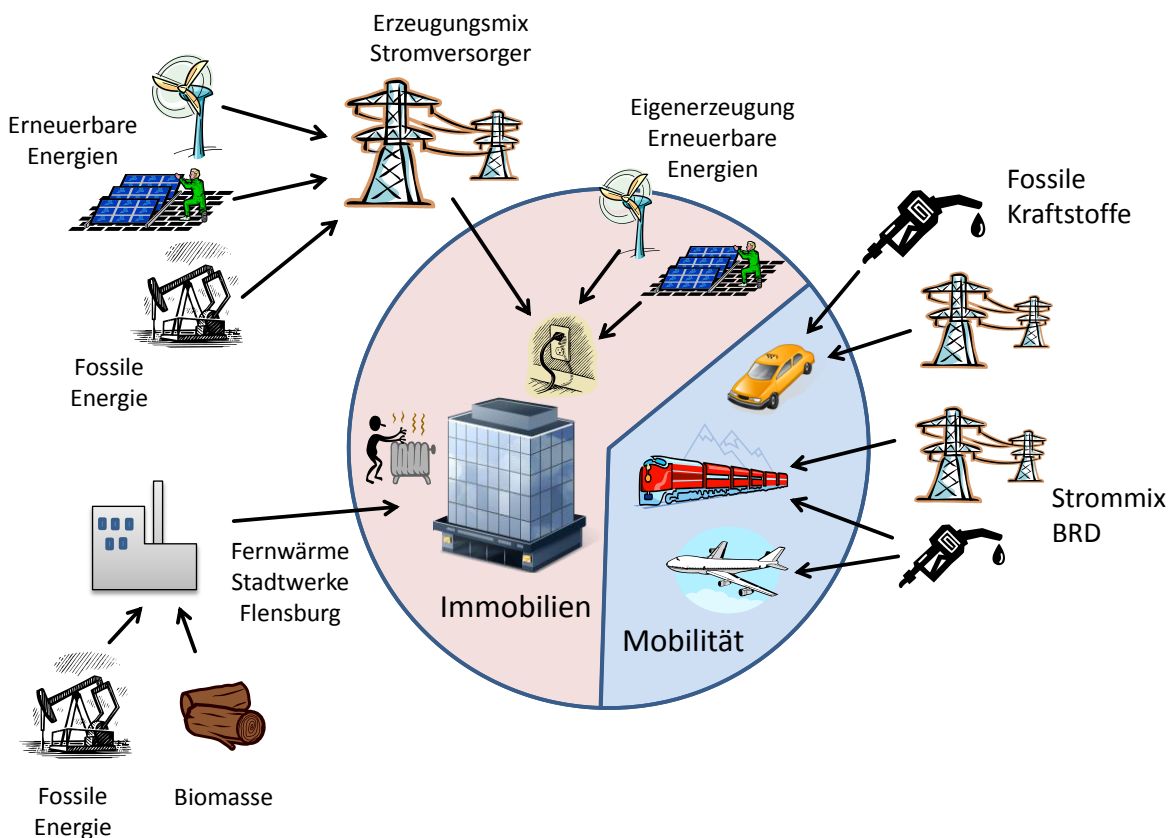 Erzeugungsmix
Stromversorger
Erneuerbare
Energien
Eigenerzeugung
Erneuerbare
Energien
Fossile
Kraftstoffe
Fossile
Energie
Strommix
BRD
Fernwärme
Stadtwerke
Flensburg
Immobilien
Mobilität
Fossile
Energie
Biomasse